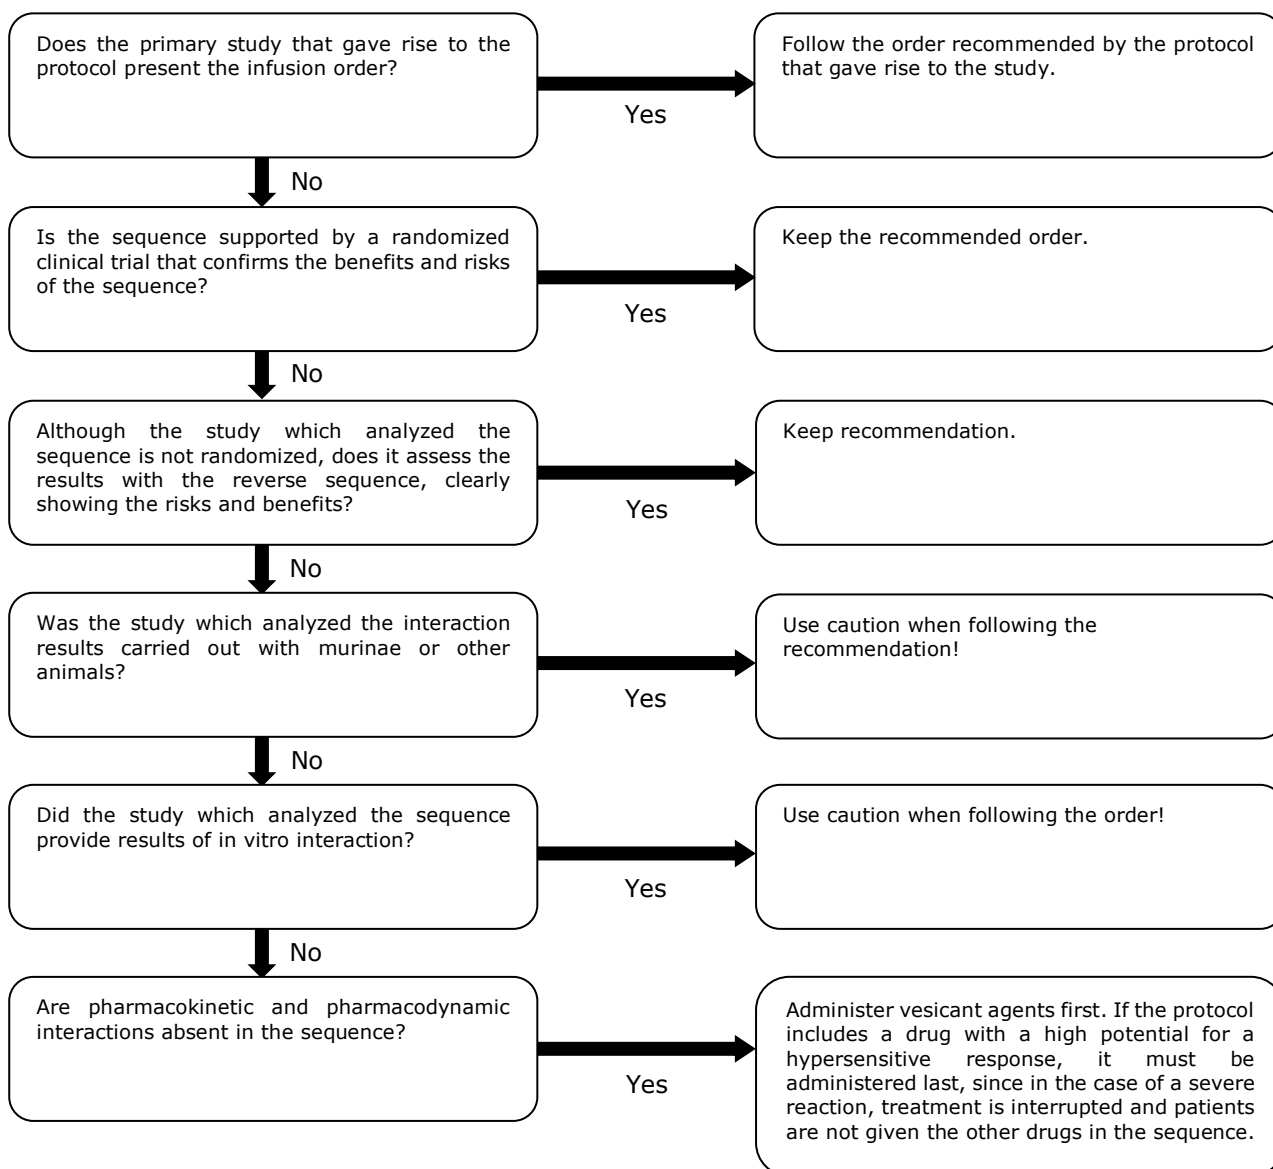 Does the primary study that gave rise to the
protocol present the infusion order?
Yes
Follow the order recommended by the protocol
that gave rise to the study.
No
Is the sequence supported by a randomized
clinical trial that confirms the benefits and risks
of the sequence?
Yes
Keep the recommended order.
No
Although the study which analyzed the
sequence is not randomized, does it assess the
results with the reverse sequence, clearly
showing the risks and benefits?
Yes
Keep recommendation.
No
Was the study which analyzed the interaction
results carried out with murinae or other
animals?
Yes
Use caution when following the
recommendation!
No
Did the study which analyzed the sequence
provide results of in vitro interaction?
Yes
Use caution when following the order!
No
Are pharmacokinetic and pharmacodynamic
interactions absent in the sequence?
Yes
Administer vesicant agents first. If the protocol
includes a drug with a high potential for a
hypersensitive response, it must be
administered last, since in the case of a severe
reaction, treatment is interrupted and patients
are not given the other drugs in the sequence.